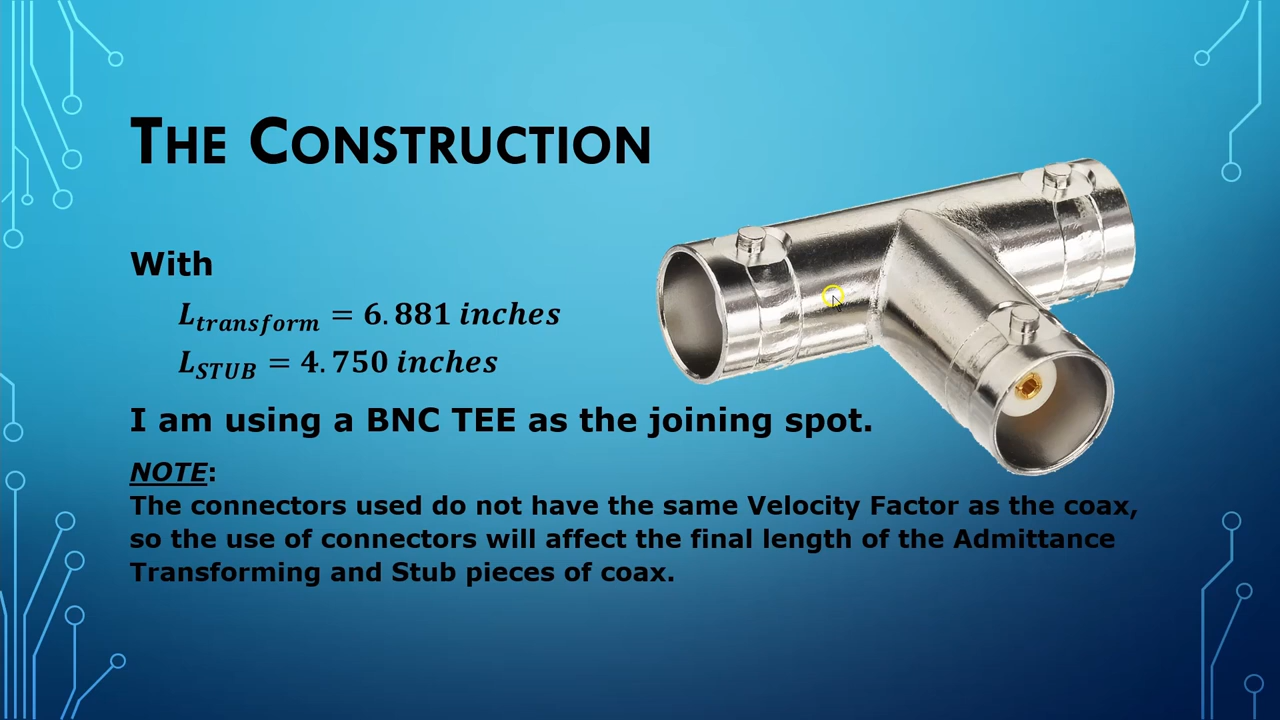 THE CONSTRUCTION
With
L_transform = 6.881 inches
L_STUB = 4.750 inches
I am using a BNC TEE as the joining spot.
NOTE:
The connectors used do not have the same Velocity Factor as the coax,
so the use of connectors will affect the final length of the Admittance
Transforming and Stub pieces of coax.